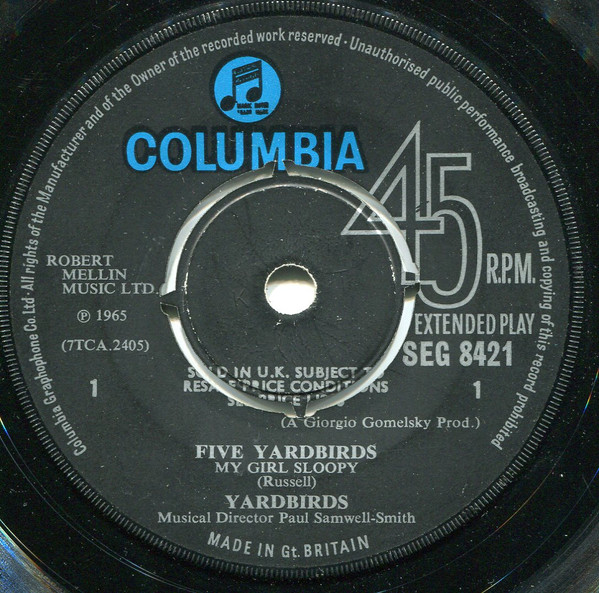 Columbia Graphophone Co. Ltd · All rights of the Manufacturer and of the Owner of the recorded work reserved · Unauthorised public performance broadcasting and copying of this record prohibited
COLUMBIA
45
R.P.M.
EXTENDED PLAY
SEG 8421
ROBERT
MELLIN
MUSIC LTD.
℗ 1965
(7TCA.2405)
1
1
SOLD IN U.K. SUBJECT TO
RESALE PRICE CONDITIONS
(A Giorgio Gomelsky Prod.)
FIVE YARDBIRDS
MY GIRL SLOOPY
(Russell)
YARDBIRDS
Musical Director Paul Samwell-Smith
MADE IN Gt. BRITAIN